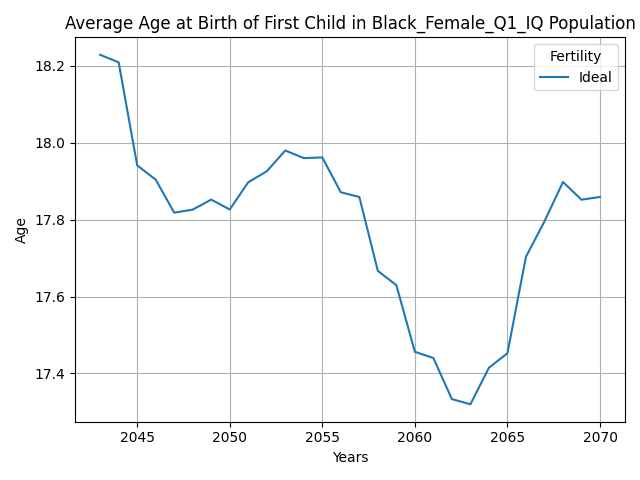 Average Age at Birth of First Child in Black_Female_Q1_IQ Population
Fertility
Ideal
18.2
18.0
17.8
17.6
17.4
Age
2045
2050
2055
2060
2065
2070
Years